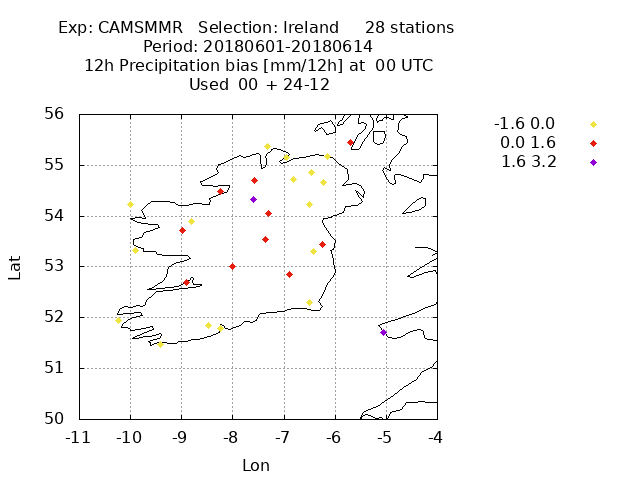 Exp: CAMSMMR Selection: Ireland 28 stations
Period: 20180601-20180614
12h Precipitation bias [mm/12h] at 00 UTC
Used 00 + 24-12
-1.6 0.0
0.0 1.6
1.6 3.2
56
55
54
53
52
51
50
Lat
-11 -10 -9 -8 -7 -6 -5 -4
Lon